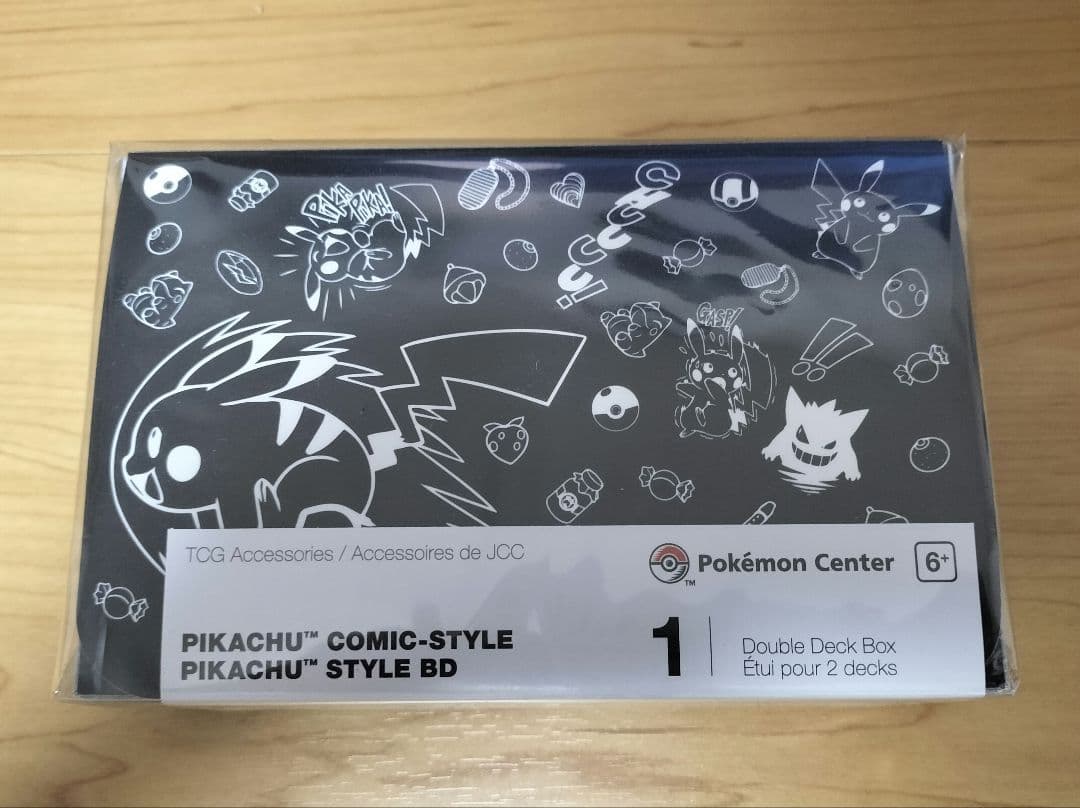 PIKA PIKA!
GASP!
TCG Accessories / Accessoires de JCC
Pokémon Center
6+
TM
PIKACHU™ COMIC-STYLE
PIKACHU™ STYLE BD
1
Double Deck Box
Étui pour 2 decks